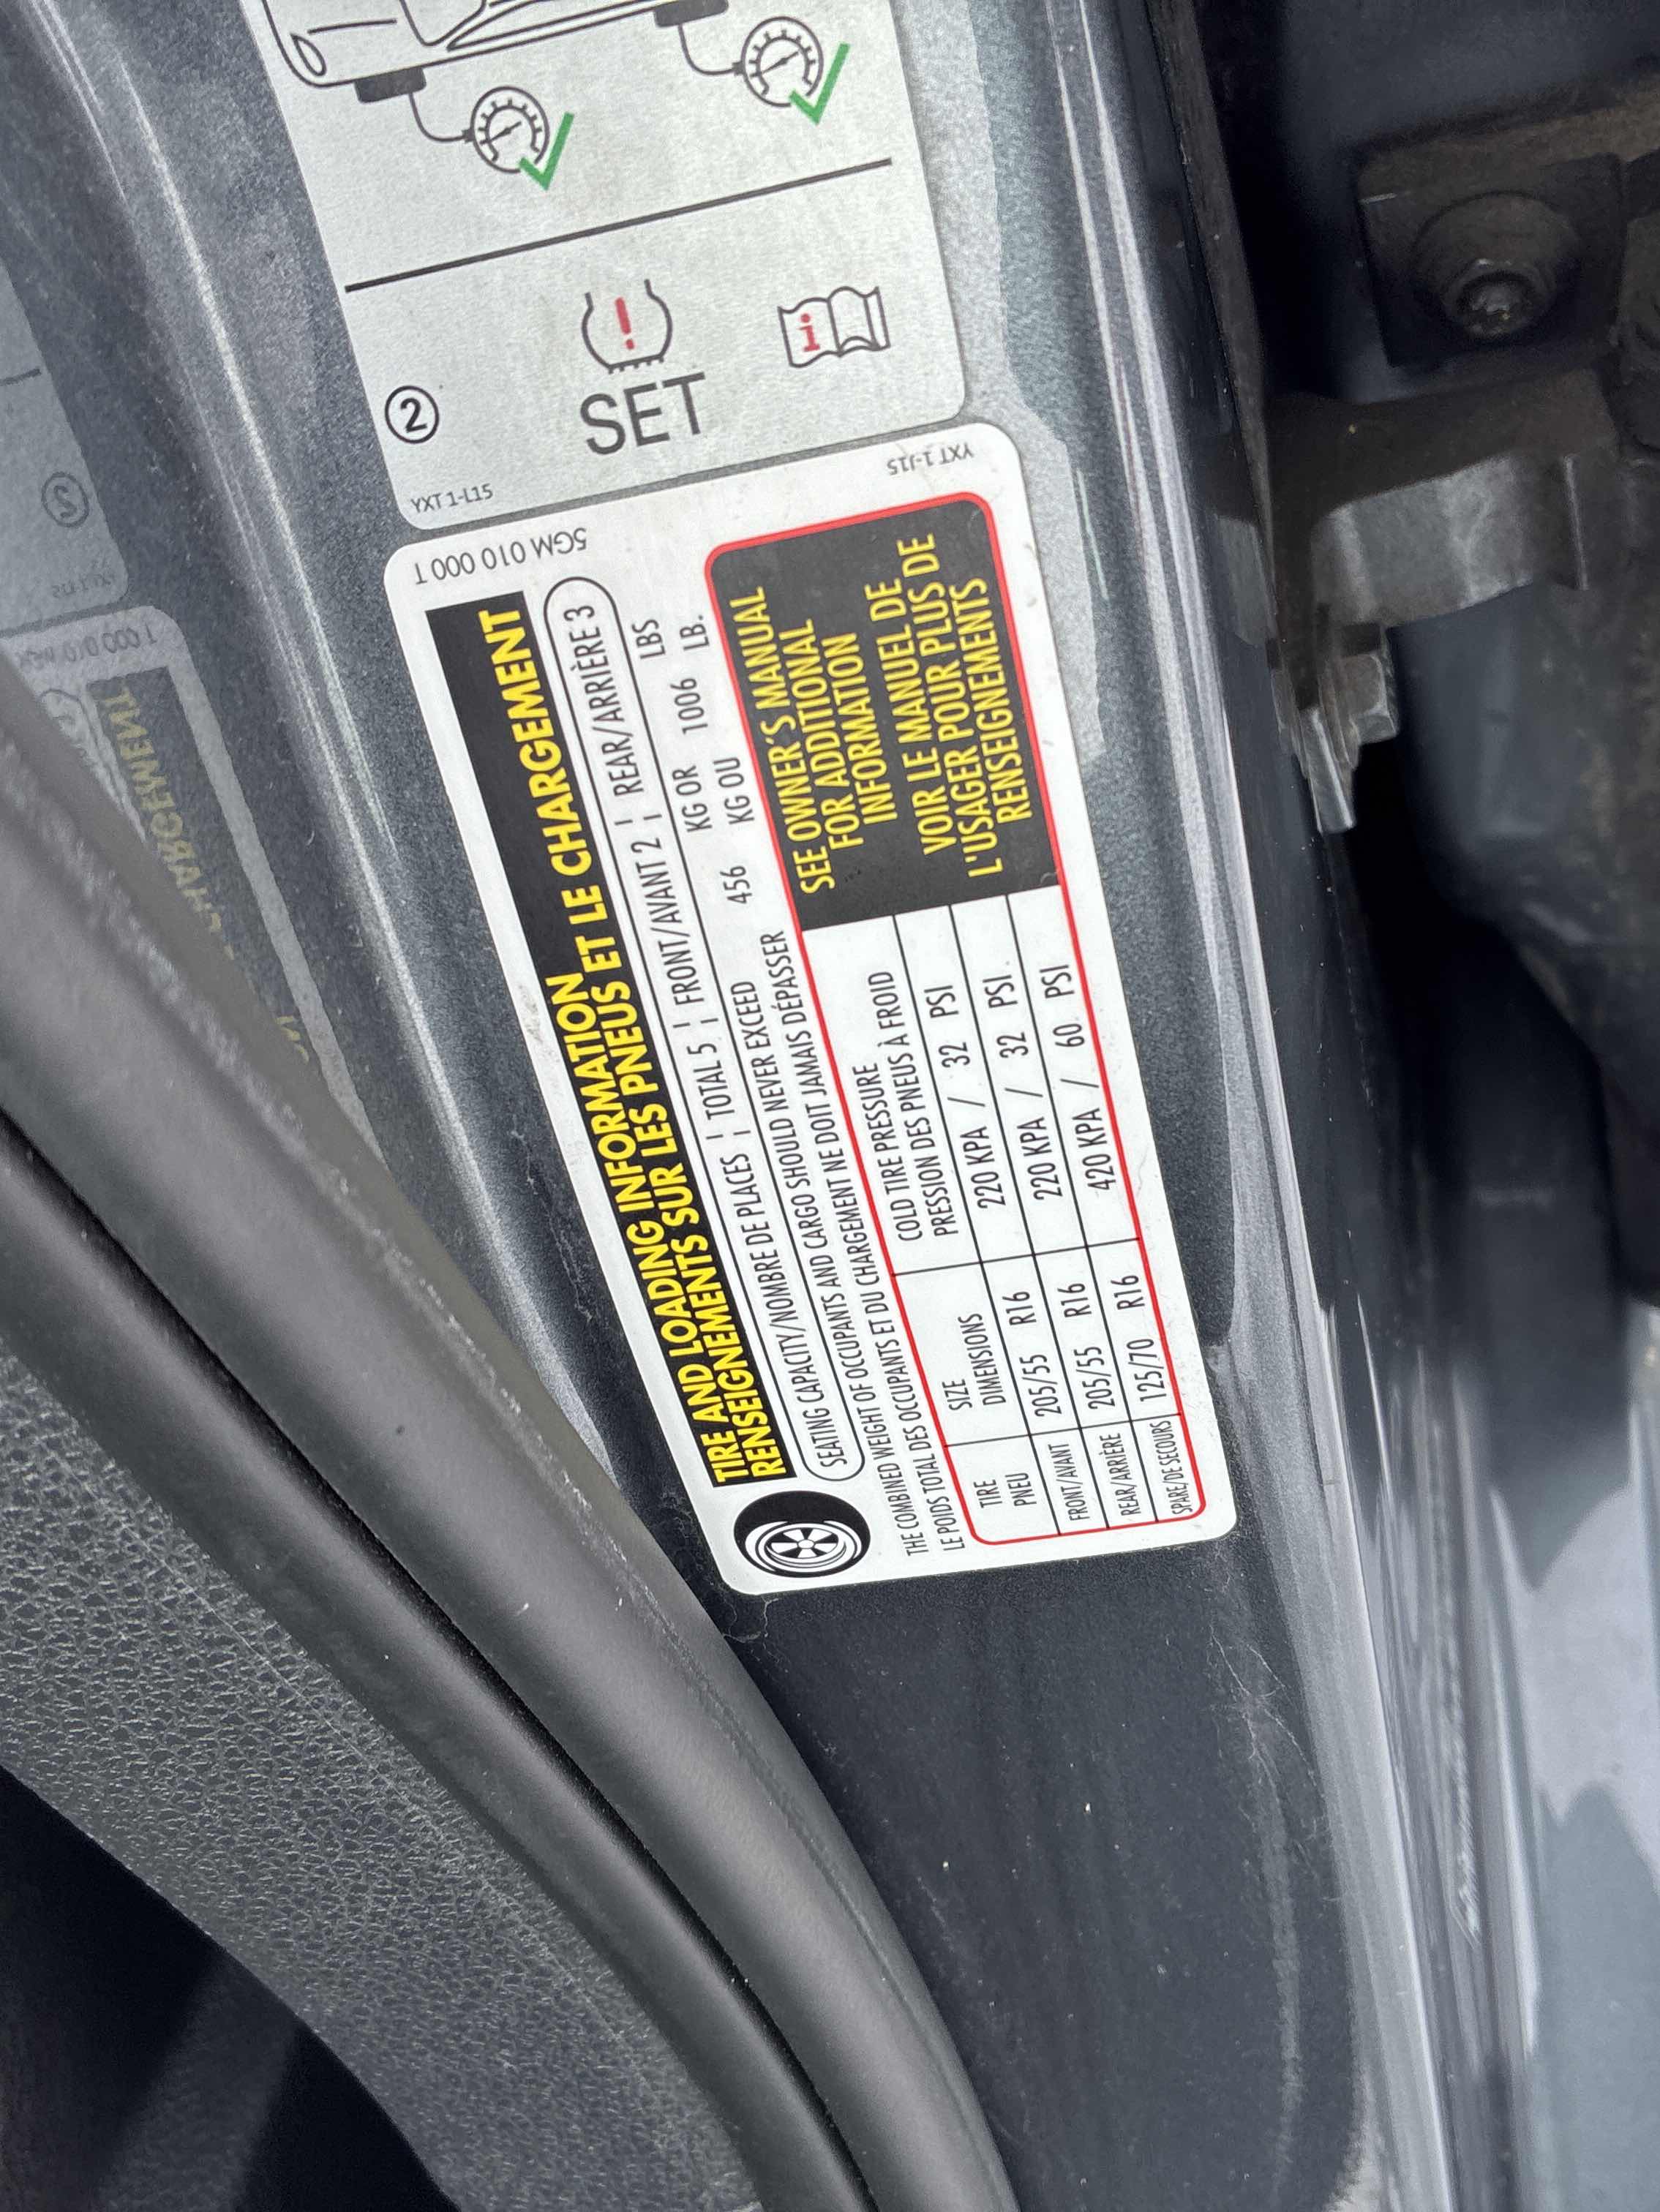 2
SET
i
YXT 1-L15
5GM 010 000 T
YXT 1-J15
TIRE AND LOADING INFORMATION
RENSEIGNEMENTS SUR LES PNEUS ET LE CHARGEMENT
SEATING CAPACITY/NOMBRE DE PLACES | TOTAL 5 | FRONT/AVANT 2 | REAR/ARRIÈRE 3
THE COMBINED WEIGHT OF OCCUPANTS AND CARGO SHOULD NEVER EXCEED 456 KG OR 1006 LBS
LE POIDS TOTAL DES OCCUPANTS ET DU CHARGEMENT NE DOIT JAMAIS DÉPASSER KG OU LB.
TIRE SIZE COLD TIRE PRESSURE
PNEU DIMENSIONS PRESSION DES PNEUS À FROID
FRONT/AVANT 205/55 R16 220 KPA / 32 PSI
REAR/ARRIÈRE 205/55 R16 220 KPA / 32 PSI
SPARE/DE SECOURS 125/70 R16 420 KPA / 60 PSI
SEE OWNER'S MANUAL
FOR ADDITIONAL
INFORMATION
VOIR LE MANUEL DE
L'USAGER POUR PLUS DE
RENSEIGNEMENTS